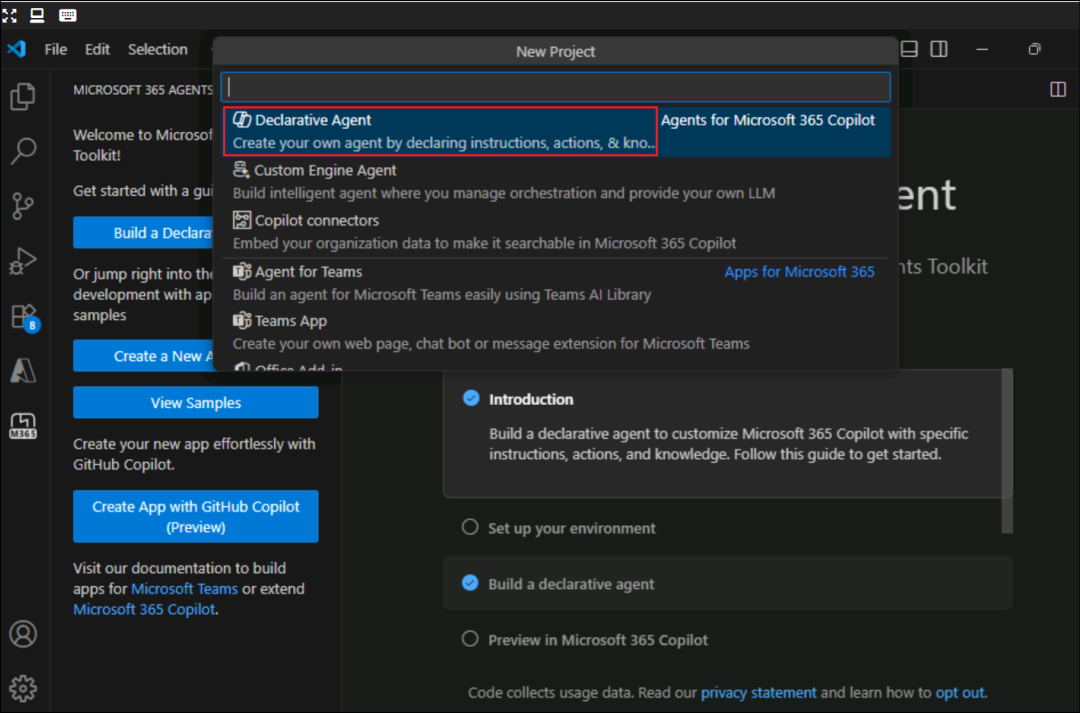 File Edit Selection
New Project
MICROSOFT 365 AGENTS
Welcome to Microsof
Toolkit!
Get started with a gui
Build a Declara
Or jump right into the
development with ap
samples
Create a New A
View Samples
Create your new app effortlessly with
GitHub Copilot.
Create App with GitHub Copilot
(Preview)
Visit our documentation to build
apps for Microsoft Teams or extend
Microsoft 365 Copilot.
8
M365
Declarative Agent
Agents for Microsoft 365 Copilot
Create your own agent by declaring instructions, actions, & kno...
Custom Engine Agent
Build intelligent agent where you manage orchestration and provide your own LLM
Copilot connectors
Embed your organization data to make it searchable in Microsoft 365 Copilot
Agent for Teams
Apps for Microsoft 365
Build an agent for Microsoft Teams easily using Teams AI Library
Teams App
Create your own web page, chat bot or message extension for Microsoft Teams
Office Add-in
ent
nts Toolkit
Introduction
Build a declarative agent to customize Microsoft 365 Copilot with specific
instructions, actions, and knowledge. Follow this guide to get started.
Set up your environment
Build a declarative agent
Preview in Microsoft 365 Copilot
Code collects usage data. Read our privacy statement and learn how to opt out.